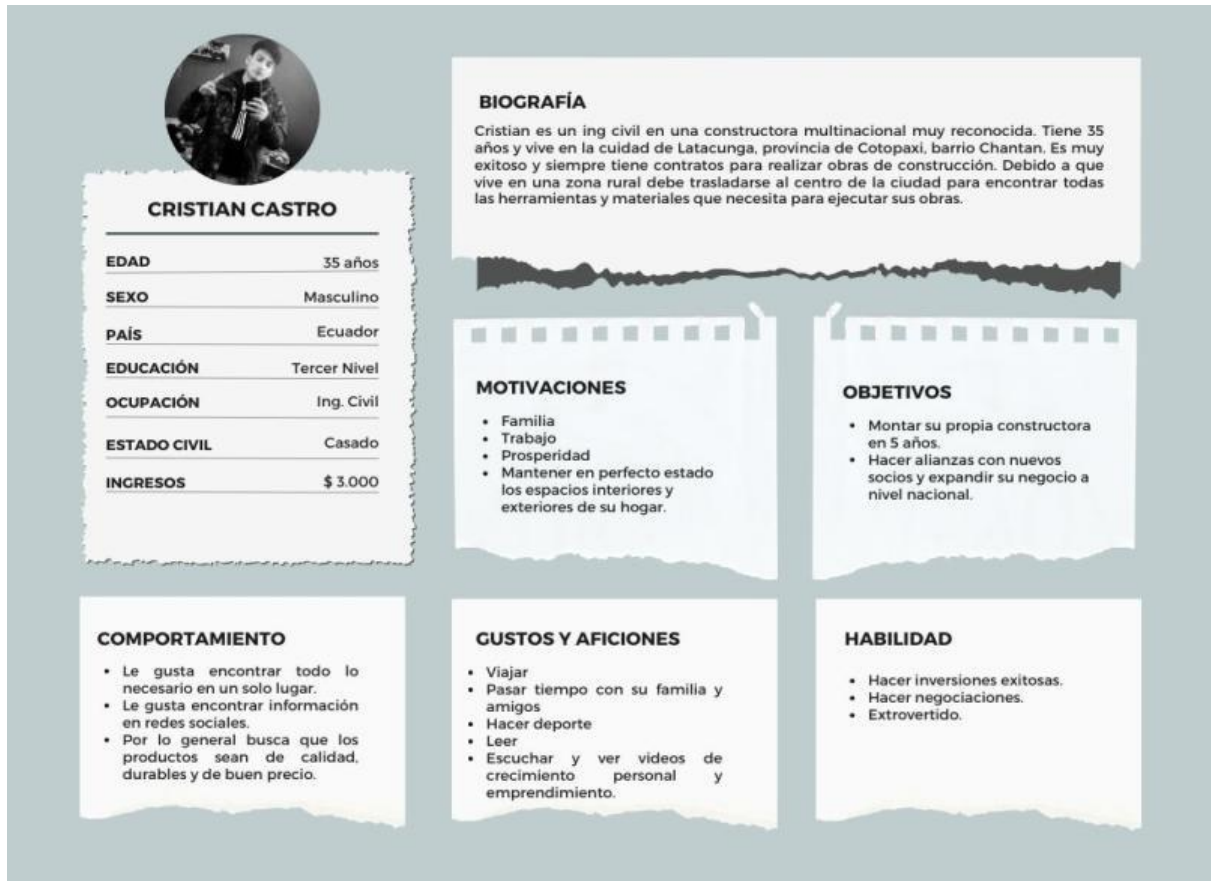 CRISTIAN CASTRO
EDAD 35 años
SEXO Masculino
PAÍS Ecuador
EDUCACIÓN Tercer Nivel
OCUPACIÓN Ing. Civil
ESTADO CIVIL Casado
INGRESOS $ 3.000
BIOGRAFÍA
Cristian es un ing civil en una constructora multinacional muy reconocida. Tiene 35
años y vive en la cuidad de Latacunga, provincia de Cotopaxi, barrio Chantan. Es muy
exitoso y siempre tiene contratos para realizar obras de construcción. Debido a que
vive en una zona rural debe trasladarse al centro de la ciudad para encontrar todas
las herramientas y materiales que necesita para ejecutar sus obras.
MOTIVACIONES
• Familia
• Trabajo
• Prosperidad
• Mantener en perfecto estado
los espacios interiores y
exteriores de su hogar.
OBJETIVOS
• Montar su propia constructora
en 5 años.
• Hacer alianzas con nuevos
socios y expandir su negocio a
nivel nacional.
COMPORTAMIENTO
• Le gusta encontrar todo lo
necesario en un solo lugar.
• Le gusta encontrar información
en redes sociales.
• Por lo general busca que los
productos sean de calidad,
durables y de buen precio.
GUSTOS Y AFICIONES
• Viajar
• Pasar tiempo con su familia y
amigos
• Hacer deporte
• Leer
• Escuchar y ver videos de
crecimiento personal y
emprendimiento.
HABILIDAD
• Hacer inversiones exitosas.
• Hacer negociaciones.
• Extrovertido.